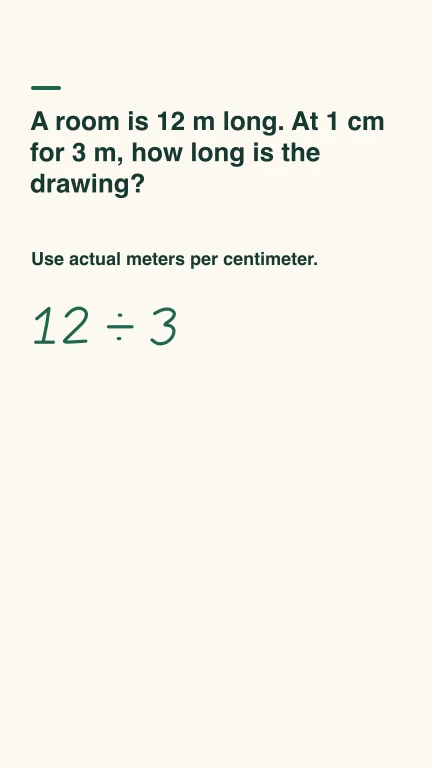 A room is 12 m long. At 1 cm
for 3 m, how long is the
drawing?
Use actual meters per centimeter.
12 ÷ 3